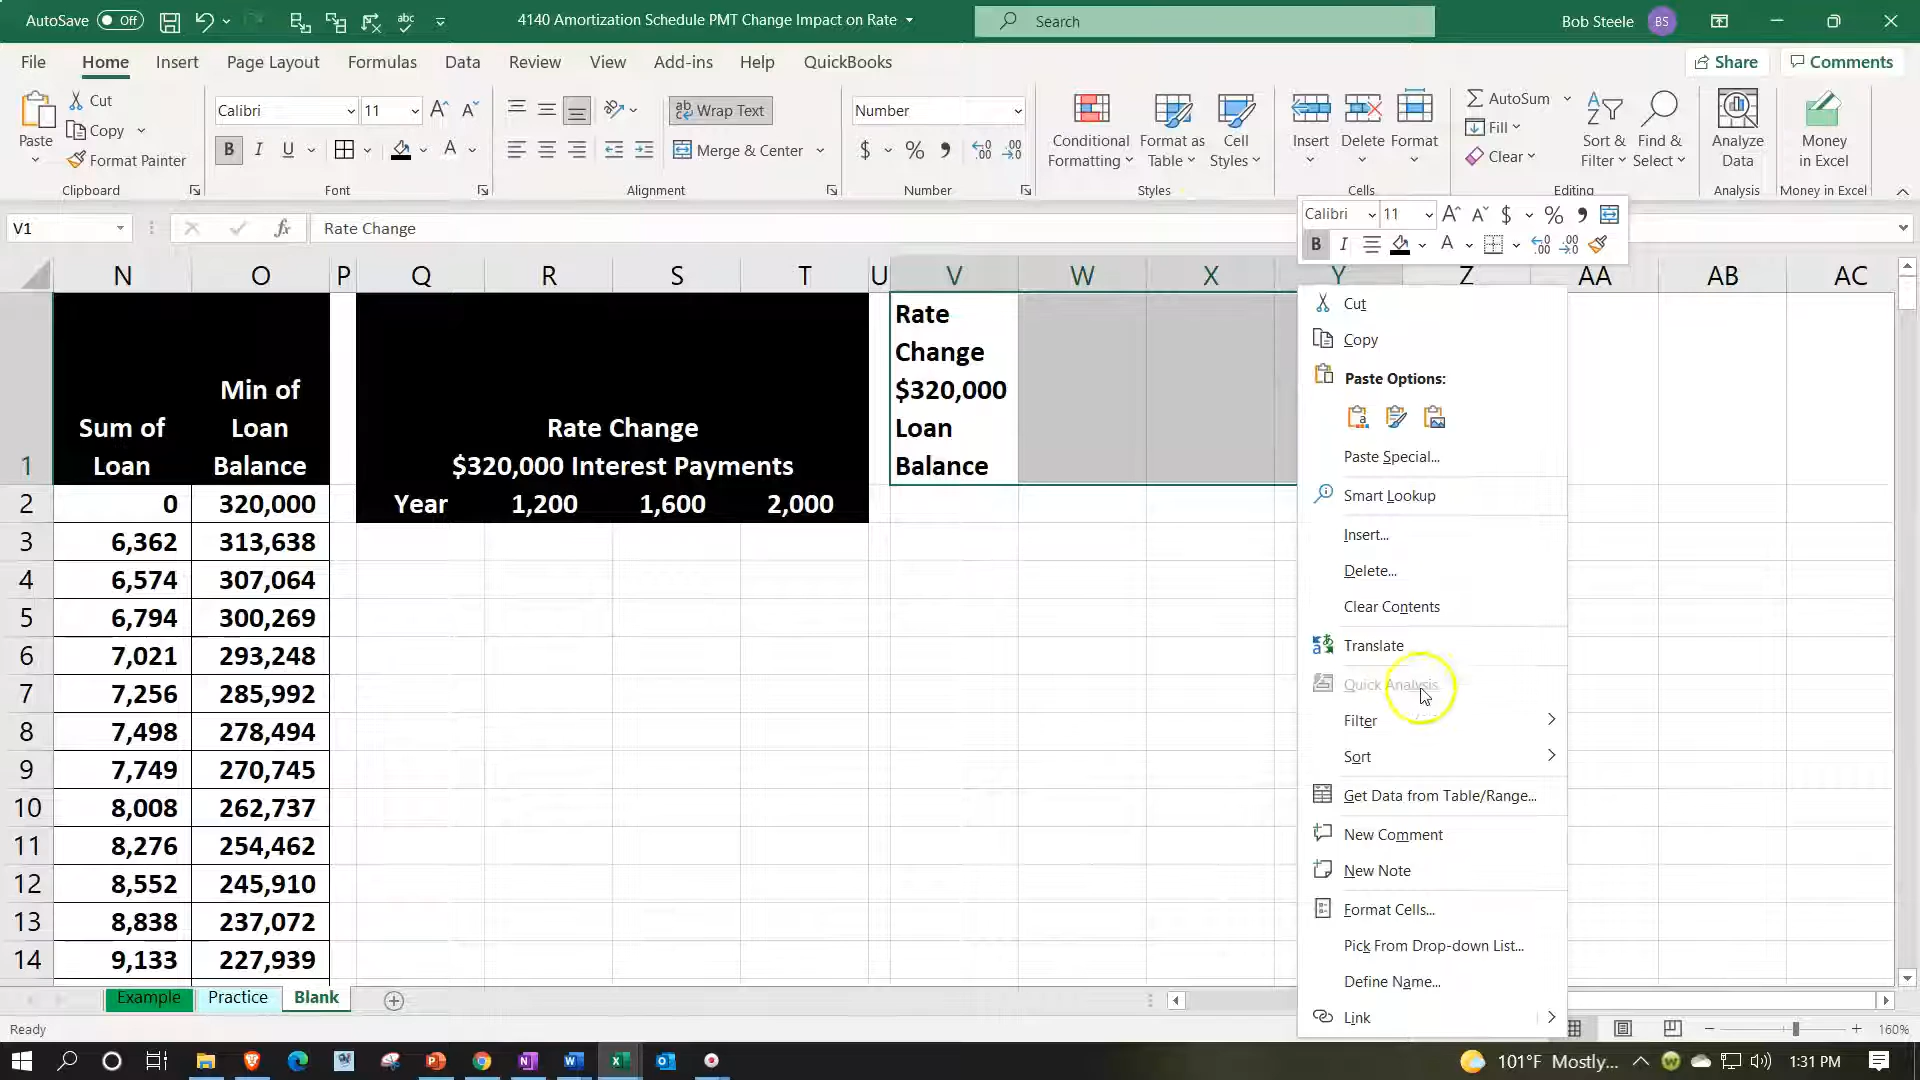 AutoSave Off
4140 Amortization Schedule PMT Change Impact on Rate
Search
Bob Steele BS
File Home Insert Page Layout Formulas Data Review View Add-ins Help QuickBooks
Share Comments
Paste
Cut
Copy
Format Painter
Clipboard
Calibri 11
B I U
Font
Wrap Text
Merge & Center
Alignment
Number
$ %
Number
Conditional Formatting
Format as Table
Cell Styles
Styles
Insert Delete Format
Cells
AutoSum
Fill
Clear
Sort & Filter
Find & Select
Editing
Analyze Data
Analysis
Money in Excel
Money in Excel
V1
fx
Rate Change
Calibri 11
$ %
B I
N O P Q R S T U V W X Y Z AA AB AC
1
Sum of Loan
Min of Loan Balance
Rate Change
$320,000 Interest Payments
Rate
Change
$320,000
Loan
Balance
2 0 320,000 Year 1,200 1,600 2,000
3 6,362 313,638
4 6,574 307,064
5 6,794 300,269
6 7,021 293,248
7 7,256 285,992
8 7,498 278,494
9 7,749 270,745
10 8,008 262,737
11 8,276 254,462
12 8,552 245,910
13 8,838 237,072
14 9,133 227,939
Cut
Copy
Paste Options:
Paste Special...
Smart Lookup
Insert...
Delete...
Clear Contents
Translate
Quick Analysis
Filter
Sort
Get Data from Table/Range...
New Comment
New Note
Format Cells...
Pick From Drop-down List...
Define Name...
Link
Example Practice Blank
Ready
160%
101°F Mostly...
1:31 PM